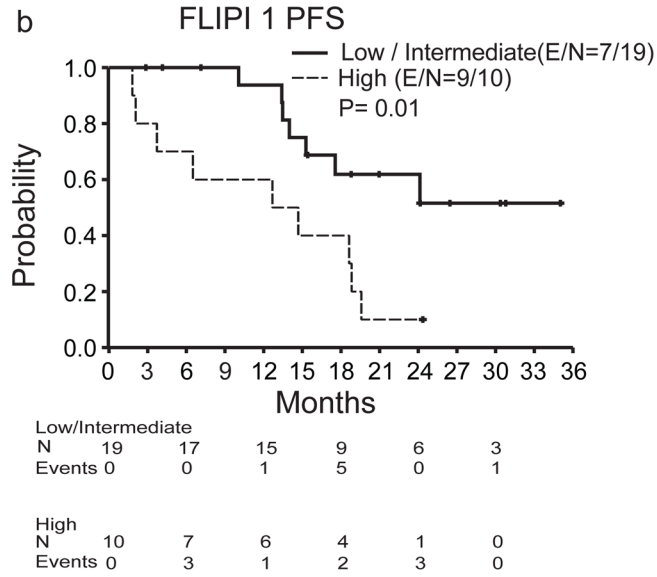 b
FLIPI 1 PFS
Low / Intermediate(E/N=7/19)
High (E/N=9/10)
P= 0.01
Probability
1.0
0.8
0.6
0.4
0.2
0.0
0 3 6 9 12 15 18 21 24 27 30 33 36
Months
Low/Intermediate
N 19 17 15 9 6 3
Events 0 0 1 5 0 1
High
N 10 7 6 4 1 0
Events 0 3 1 2 3 0